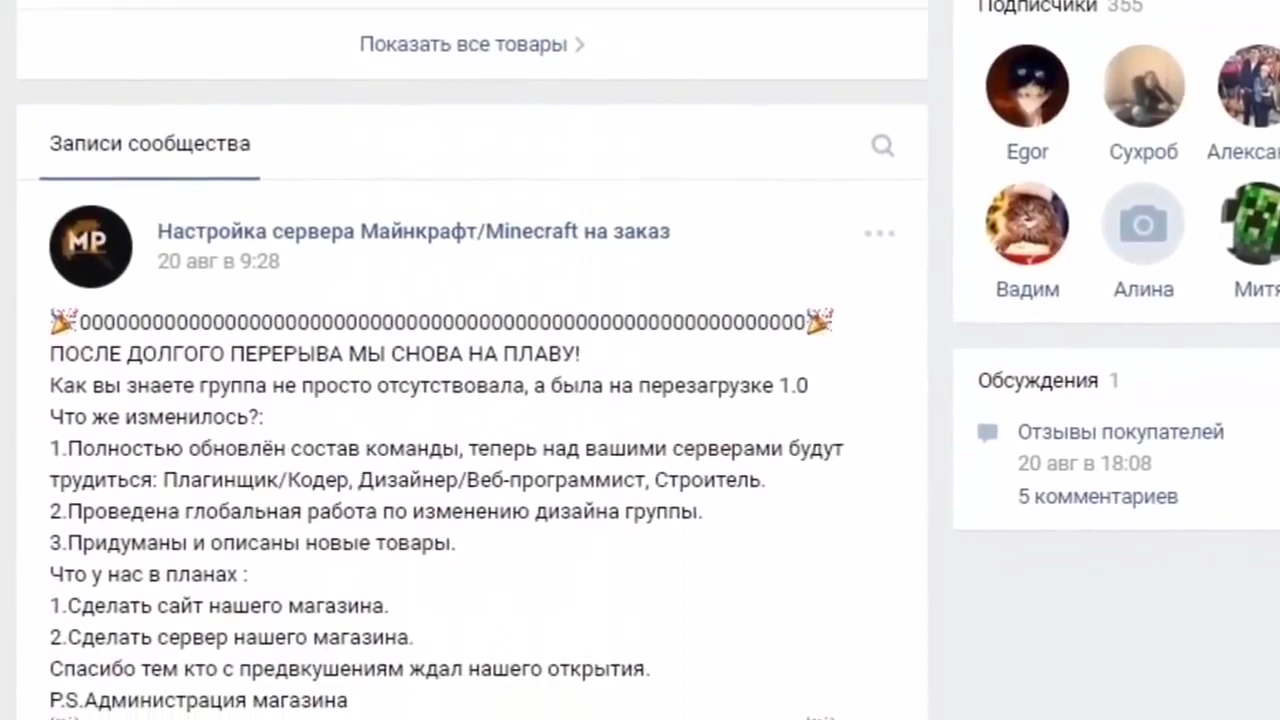 Показать все товары
Записи сообщества
MP
Настройка сервера Майнкрафт/Minecraft на заказ
20 авг в 9:28
🎉0000000000000000000000000000000000000000000000000000000000000🎉
ПОСЛЕ ДОЛГОГО ПЕРЕРЫВА МЫ СНОВА НА ПЛАВУ!
Как вы знаете группа не просто отсутствовала, а была на перезагрузке 1.0
Что же изменилось?:
1.Полностью обновлён состав команды, теперь над вашими серверами будут
трудиться: Плагинщик/Кодер, Дизайнер/Веб-программист, Строитель.
2.Проведена глобальная работа по изменению дизайна группы.
3.Придуманы и описаны новые товары.
Что у нас в планах :
1.Сделать сайт нашего магазина.
2.Сделать сервер нашего магазина.
Спасибо тем кто с предвкушениям ждал нашего открытия.
P.S.Администрация магазина
Подписчики 355
Egor Сухроб Алексан
Вадим Алина Митя
Обсуждения 1
Отзывы покупателей
20 авг в 18:08
5 комментариев